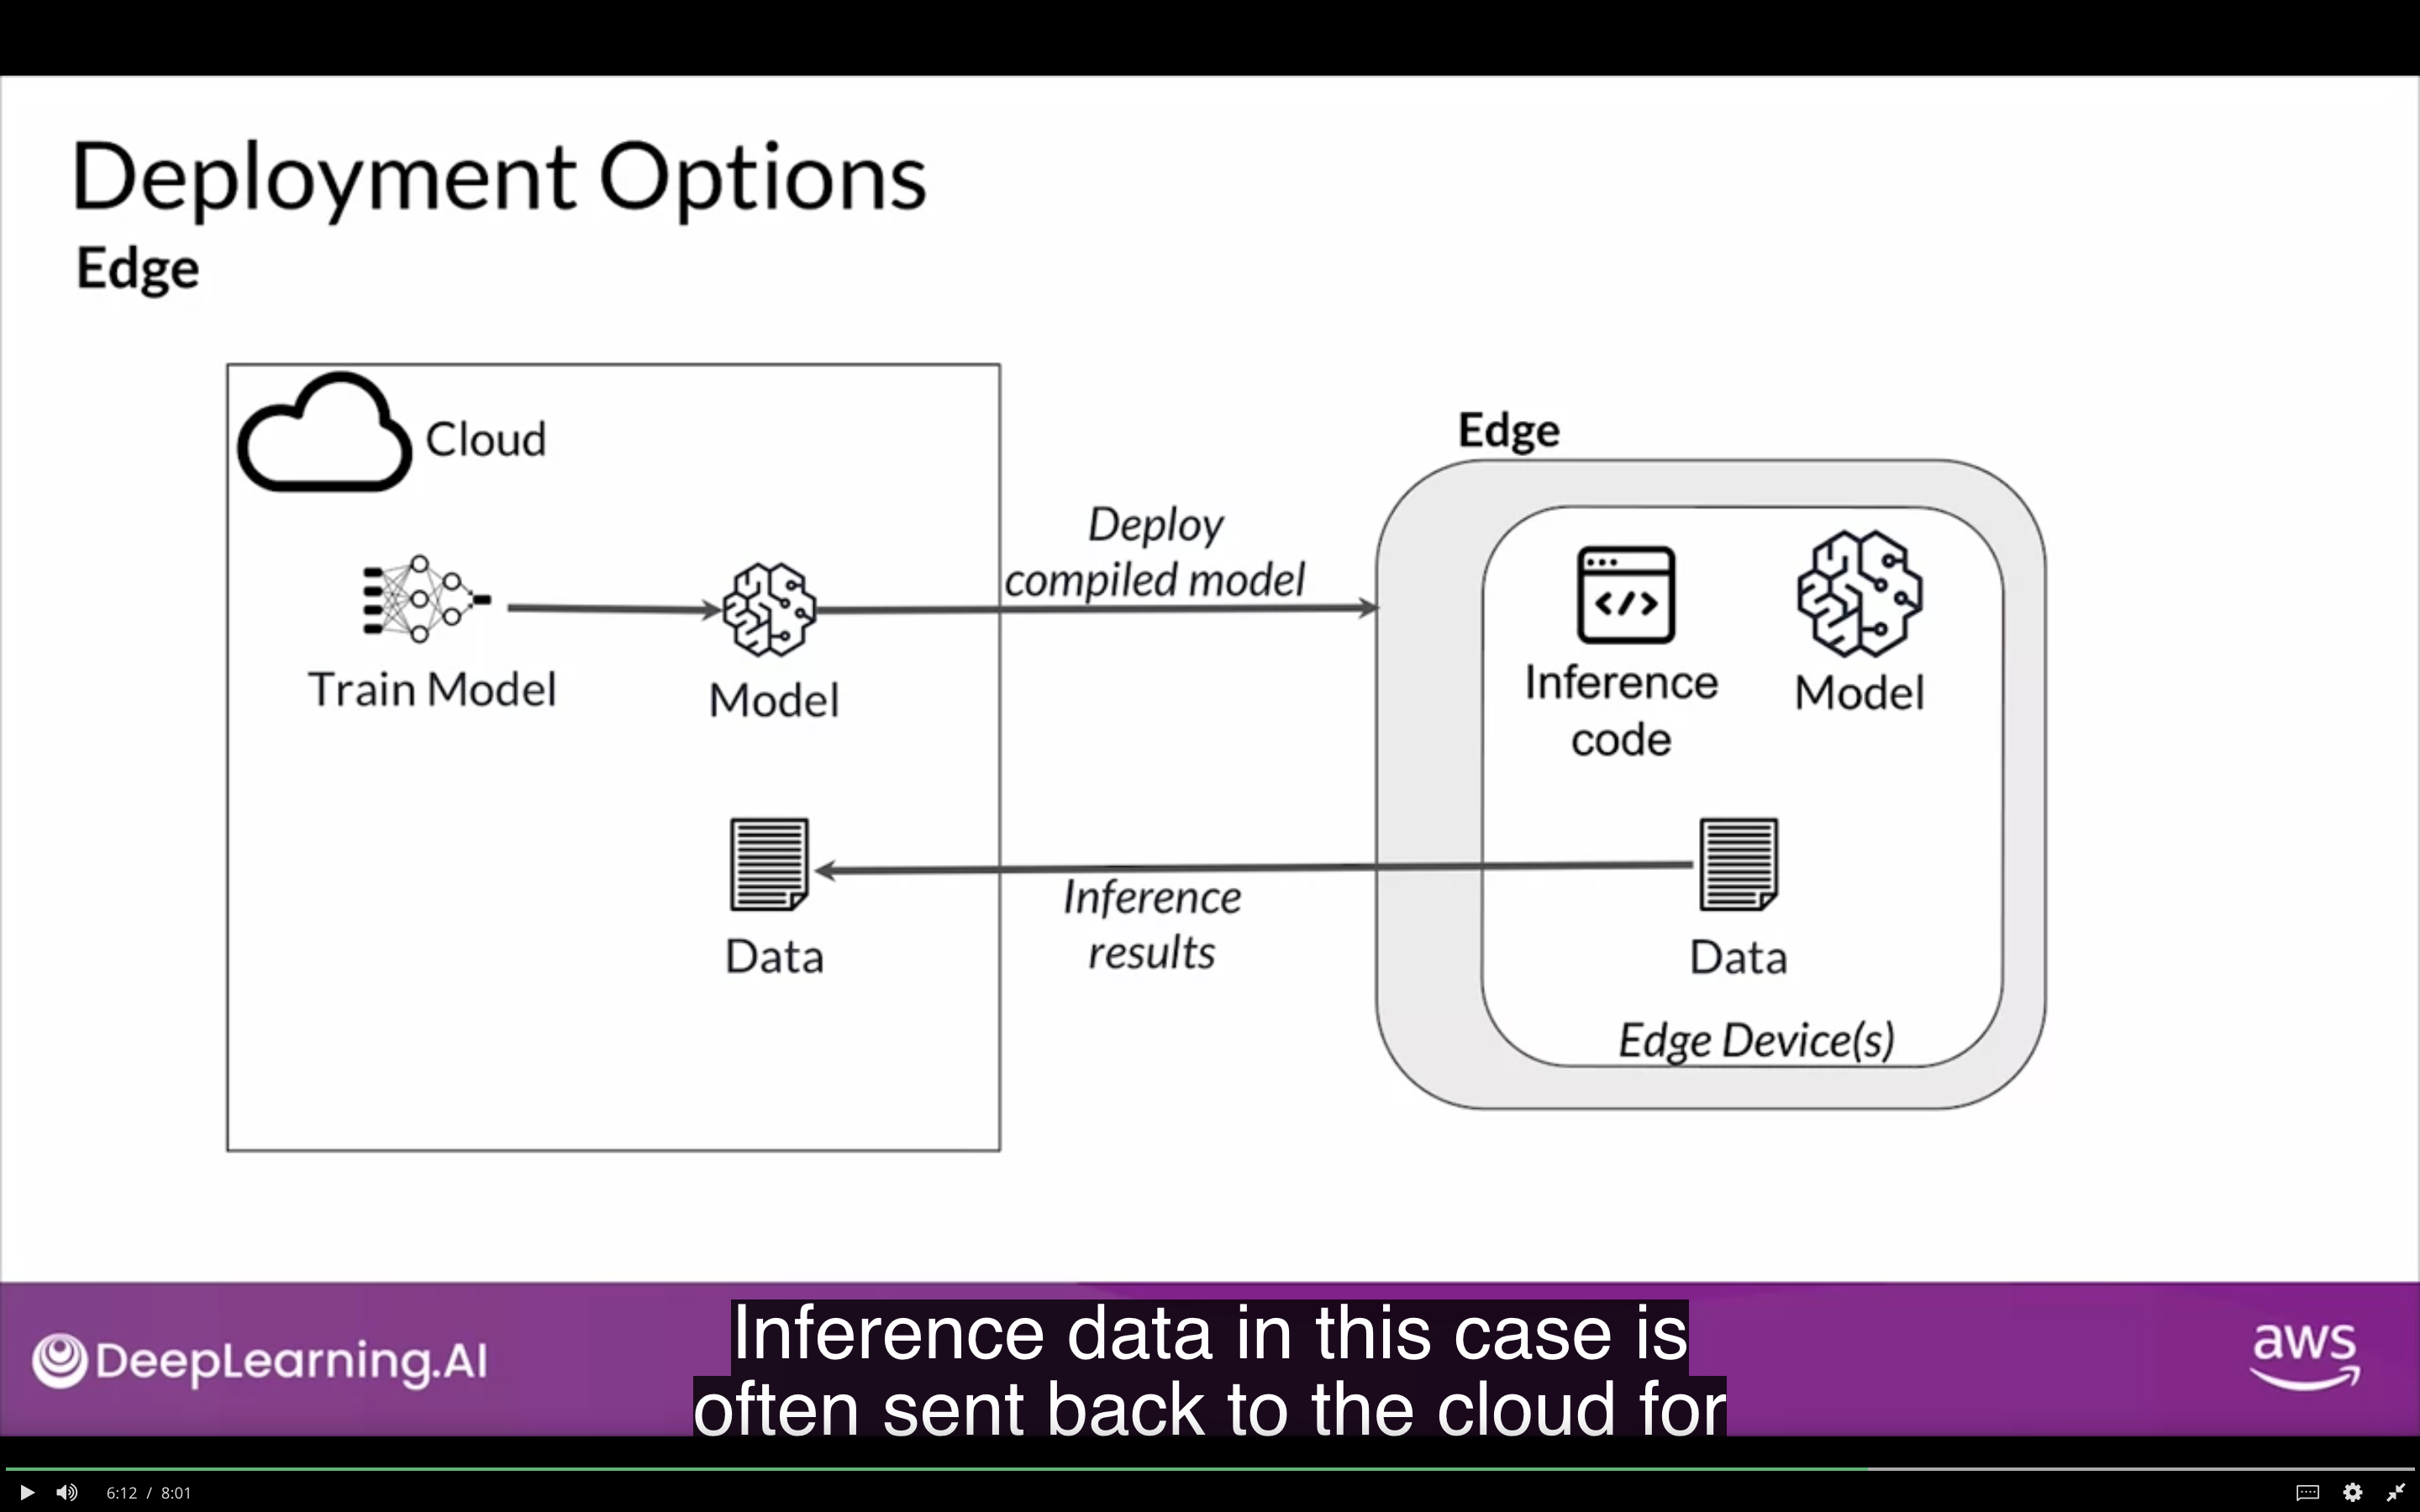 Deployment Options
Edge
Cloud
Train Model
Model
Deploy
compiled model
Edge
</>
Inference
code
Model
Data
Inference
results
Data
Edge Device(s)
DeepLearning.AI
Inference data in this case is
often sent back to the cloud for
aws
6:12 / 8:01